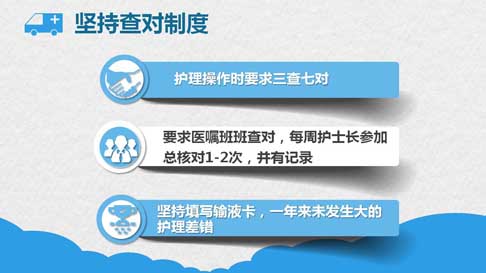 坚持查对制度
护理操作时要求三查七对
要求医嘱班班查对，每周护士长参加
总核对1-2次，并有记录
坚持填写输液卡，一年来未发生大的
护理差错